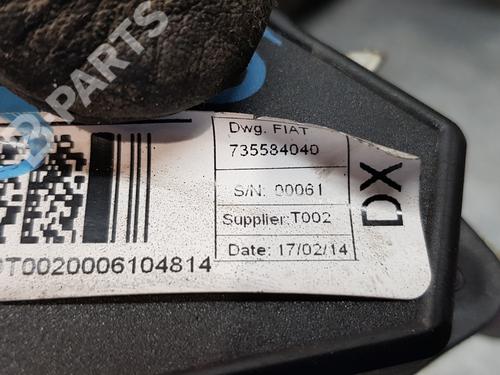 Dwg. FIAT
735584040
S/N: 00061
Supplier:T002
Date: 17/02/14
DX
T0020006104814
B-PARTS